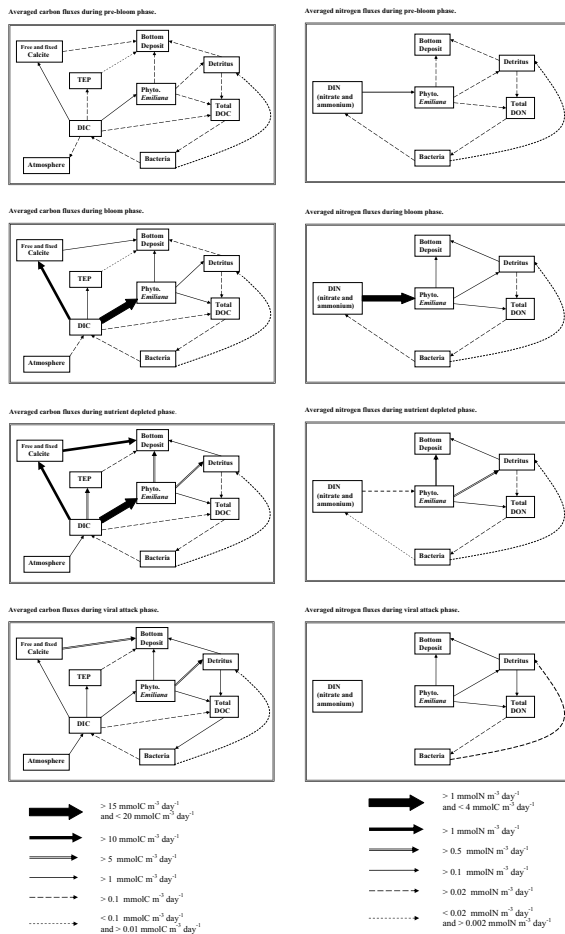 Averaged carbon fluxes during pre-bloom phase.
Free and fixed
Calcite
Bottom
Deposit
Detritus
TEP
Phyto.
Emiliana
Total
DOC
DIC
Atmosphere
Bacteria
Averaged nitrogen fluxes during pre-bloom phase.
Bottom
Deposit
Detritus
DIN
(nitrate and
ammonium)
Phyto.
Emiliana
Total
DON
Bacteria
Averaged carbon fluxes during bloom phase.
Free and fixed
Calcite
Bottom
Deposit
Detritus
TEP
Phyto.
Emiliana
Total
DOC
DIC
Atmosphere
Bacteria
Averaged nitrogen fluxes during bloom phase.
Bottom
Deposit
Detritus
DIN
(nitrate and
ammonium)
Phyto.
Emiliana
Total
DON
Bacteria
Averaged carbon fluxes during nutrient depleted phase.
Free and fixed
Calcite
Bottom
Deposit
Detritus
TEP
Phyto.
Emiliana
Total
DOC
DIC
Atmosphere
Bacteria
Averaged nitrogen fluxes during nutrient depleted phase.
Bottom
Deposit
Detritus
DIN
(nitrate and
ammonium)
Phyto.
Emiliana
Total
DON
Bacteria
Averaged carbon fluxes during viral attack phase.
Free and fixed
Calcite
Bottom
Deposit
Detritus
TEP
Phyto.
Emiliana
Total
DOC
DIC
Atmosphere
Bacteria
Averaged nitrogen fluxes during viral attack phase.
Bottom
Deposit
Detritus
DIN
(nitrate and
ammonium)
Phyto.
Emiliana
Total
DON
Bacteria
> 15 mmolC m⁻³ day⁻¹
and < 20 mmolC m⁻³ day⁻¹
> 10 mmolC m⁻³ day⁻¹
> 5 mmolC m⁻³ day⁻¹
> 1 mmolC m⁻³ day⁻¹
> 0.1 mmolC m⁻³ day⁻¹
< 0.1 mmolC m⁻³ day⁻¹
and > 0.01 mmolC m⁻³ day⁻¹
> 1 mmolN m⁻³ day⁻¹
and < 4 mmolC m⁻³ day⁻¹
> 1 mmolN m⁻³ day⁻¹
> 0.5 mmolN m⁻³ day⁻¹
> 0.1 mmolN m⁻³ day⁻¹
> 0.02 mmolN m⁻³ day⁻¹
< 0.02 mmolN m⁻³ day⁻¹
and > 0.002 mmolN m⁻³ day⁻¹